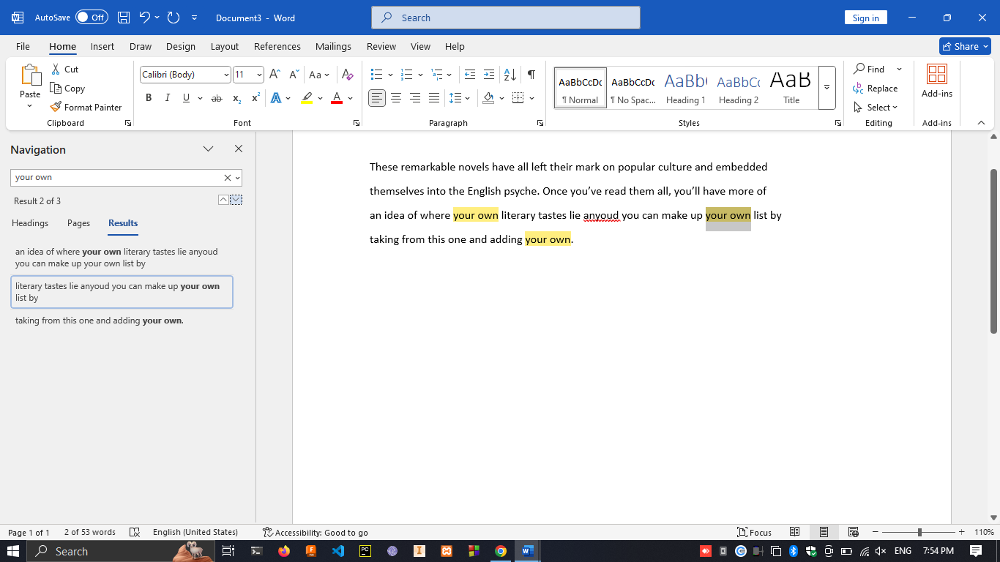 AutoSave Off Document3 - Word Search Sign in
File Home Insert Draw Design Layout References Mailings Review View Help Share
Paste Cut Copy Format Painter Clipboard
Calibri (Body) 11 Aa B I U ab x₂ x² A A Font
Paragraph
AaBbCcDc ¶ Normal AaBbCcDc ¶ No Spac... AaBb( Heading 1 AaBbCc Heading 2 AaB Title Styles
Find Replace Select Editing
Add-ins Add-ins
Navigation
your own
Result 2 of 3
Headings Pages Results
an idea of where your own literary tastes lie anyoud
you can make up your own list by
literary tastes lie anyoud you can make up your own
list by
taking from this one and adding your own.
These remarkable novels have all left their mark on popular culture and embedded
themselves into the English psyche. Once you’ve read them all, you’ll have more of
an idea of where your own literary tastes lie anyoud you can make up your own list by
taking from this one and adding your own.
Page 1 of 1 2 of 53 words English (United States) Accessibility: Good to go Focus 110%
Search ENG 7:54 PM